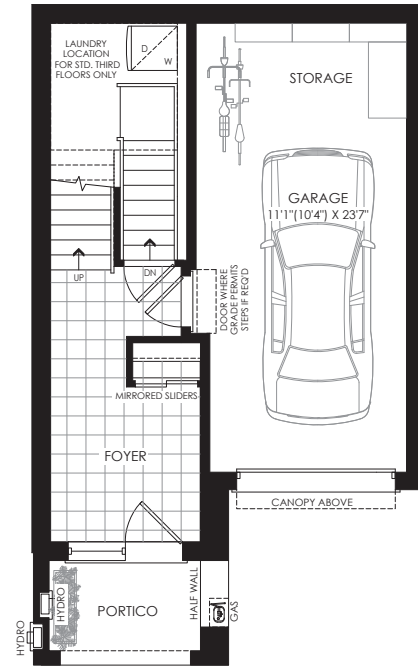 LAUNDRY
LOCATION
FOR STD. THIRD
FLOORS ONLY
D
W
STORAGE
GARAGE
11'1"(10'4") X 23'7"
UP
DN
DOOR WHERE
GRADE PERMITS
STEPS IF REQ'D
MIRRORED SLIDERS
FOYER
CANOPY ABOVE
PORTICO
HALF WALL
GAS
HYDRO
HYDRO